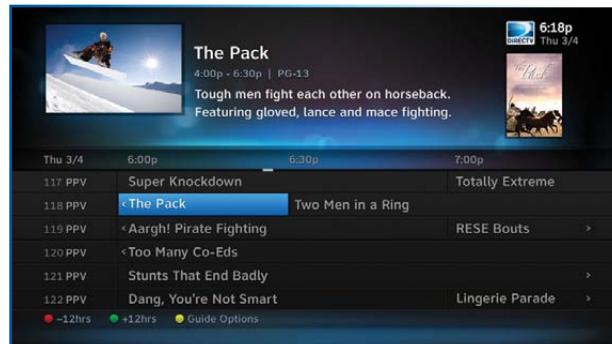 The Pack
4:00p - 6:30p | PG-13
Tough men fight each other on horseback.
Featuring gloved, lance and mace fighting.
DIRECTV
6:18p
Thu 3/4
The Pack
Thu 3/4 6:00p 6:30p 7:00p
117 PPV Super Knockdown Totally Extreme
118 PPV <The Pack Two Men in a Ring
119 PPV <Aargh! Pirate Fighting RESE Bouts >
120 PPV <Too Many Co-Eds
121 PPV Stunts That End Badly >
122 PPV Dang, You're Not Smart Lingerie Parade >
-12hrs +12hrs Guide Options